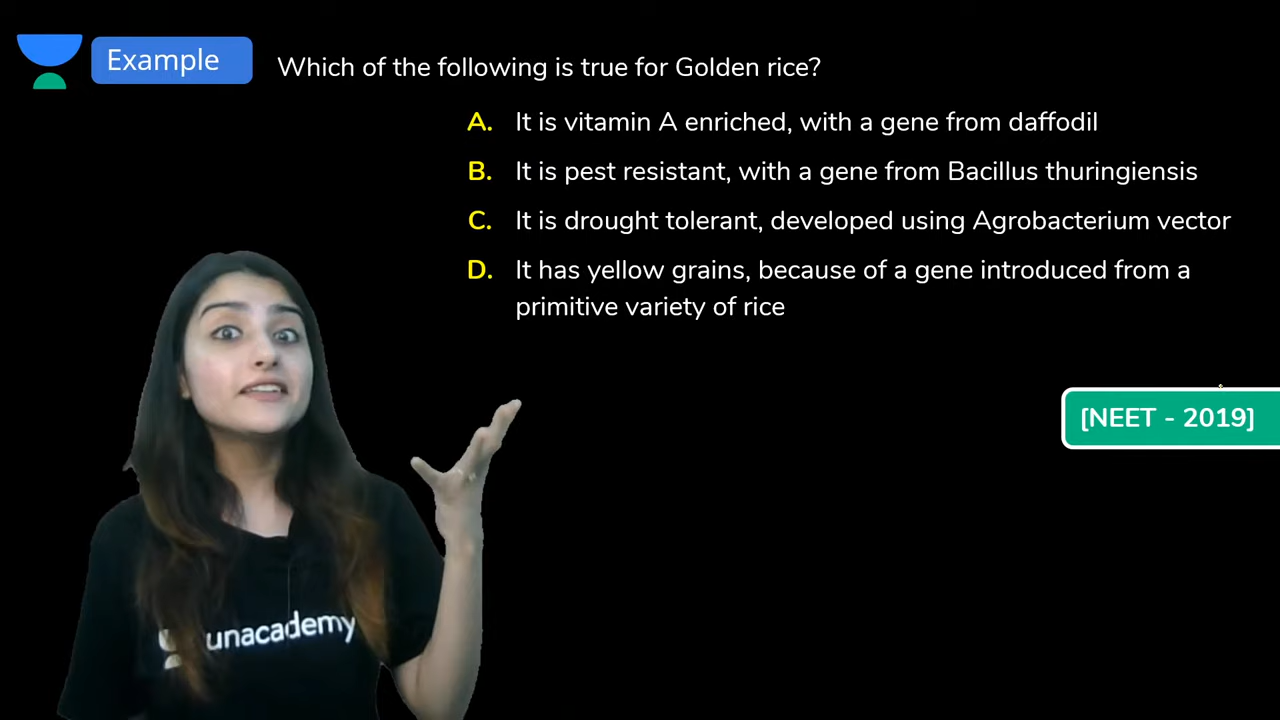 Example
Which of the following is true for Golden rice?
A. It is vitamin A enriched, with a gene from daffodil
B. It is pest resistant, with a gene from Bacillus thuringiensis
C. It is drought tolerant, developed using Agrobacterium vector
D. It has yellow grains, because of a gene introduced from a
primitive variety of rice
[NEET - 2019]
unacademy